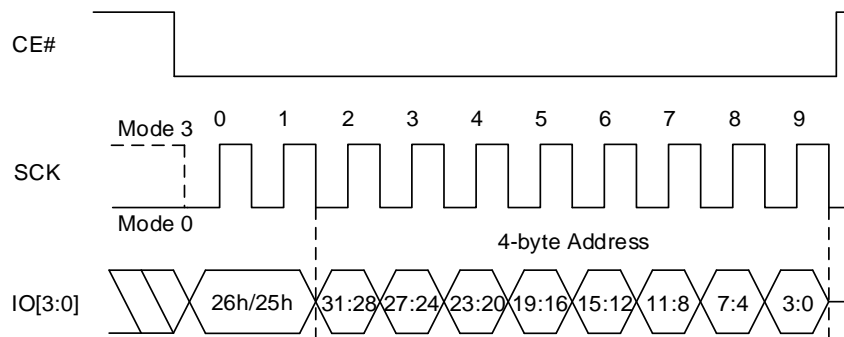 CE#
Mode 3
0 1 2 3 4 5 6 7 8 9
SCK
Mode 0
4-byte Address
IO[3:0]
26h/25h 31:28 27:24 23:20 19:16 15:12 11:8 7:4 3:0